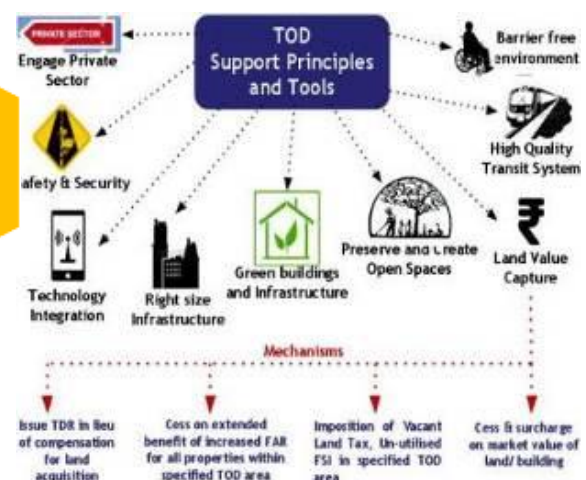 TOD
Support Principles
and Tools
PRIVATE SECTOR
Engage Private
Sector
Barrier free
environment
High Quality
Transit System
afety & Security
Technology
Integration
Right size
Infrastructure
Green buildings
and Infrastructure
Preserve and Create
Open Spaces
₹
Land Value
Capture
Mechanisms
Issue TDR in lieu
of compensation
for land
acquisition
Cess on extended
benefit of increased FAR
for all properties within
specified TOD area
Imposition of Vacant
Land Tax, Un-utilised
FSI in specified TOD
area
Cess & surcharge
on market value of
land/ building